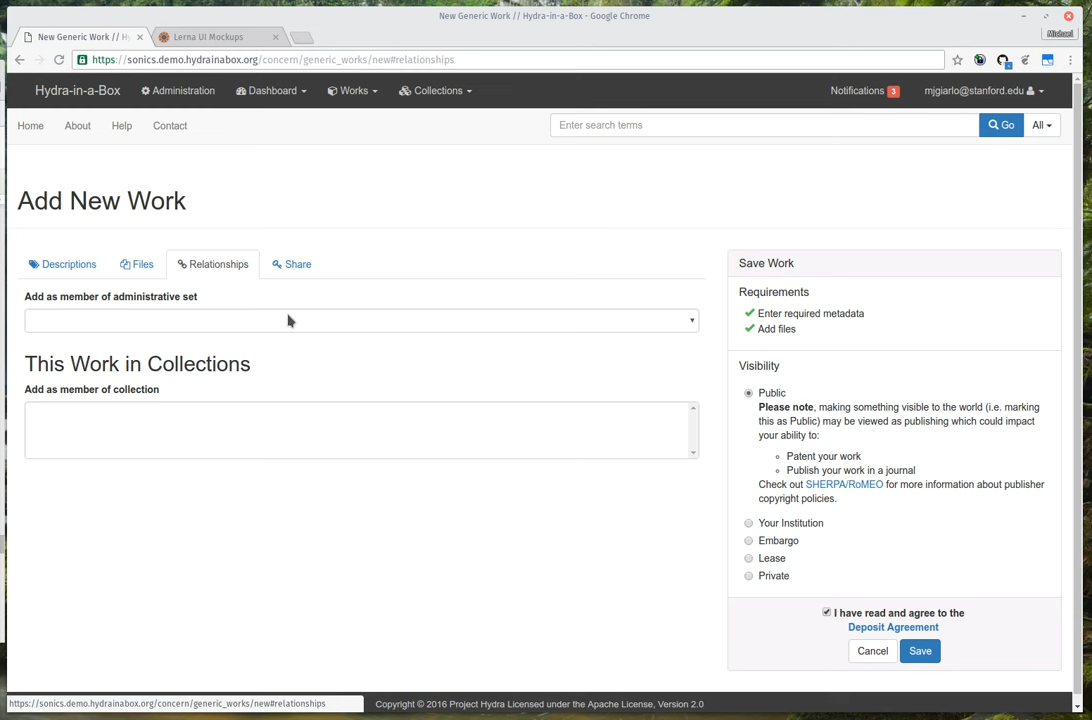 New Generic Work // Hydra-in-a-Box - Google Chrome
New Generic Work // H
Lerna UI Mockups
Michael
https://sonics.demo.hydrainabox.org/concern/generic_works/new#relationships
Hydra-in-a-Box Administration Dashboard Works Collections Notifications 3 mjgiarlo@stanford.edu
Home About Help Contact Enter search terms Go All
Add New Work
Descriptions Files Relationships Share
Add as member of administrative set
This Work in Collections
Add as member of collection
Save Work
Requirements
Enter required metadata
Add files
Visibility
Public
Please note, making something visible to the world (i.e. marking
this as Public) may be viewed as publishing which could impact
your ability to:
Patent your work
Publish your work in a journal
Check out SHERPA/RoMEO for more information about publisher
copyright policies.
Your Institution
Embargo
Lease
Private
I have read and agree to the
Deposit Agreement
Cancel Save
https://sonics.demo.hydrainabox.org/concern/generic_works/new#relationships
Copyright © 2016 Project Hydra Licensed under the Apache License, Version 2.0